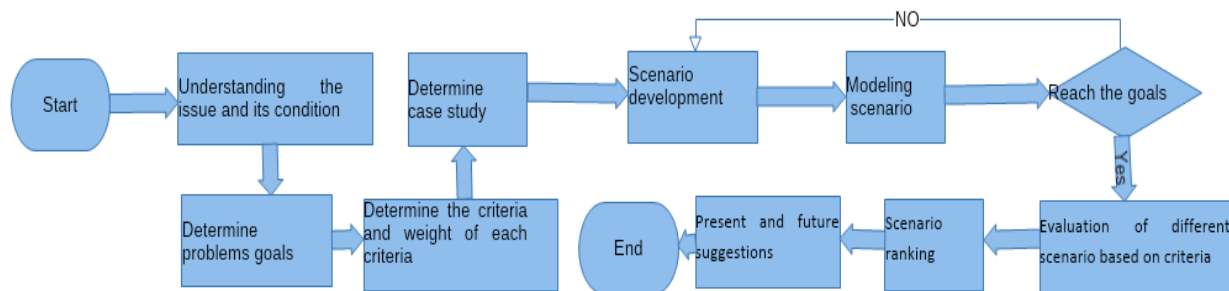 Start
Understanding the
issue and its condition
Determine
problems goals
Determine the criteria
and weight of each
criteria
Determine
case study
Scenario
development
Modeling
scenario
Reach the goals
NO
Yes
Evaluation of different
scenario based on criteria
Scenario
ranking
Present and future
suggestions
End